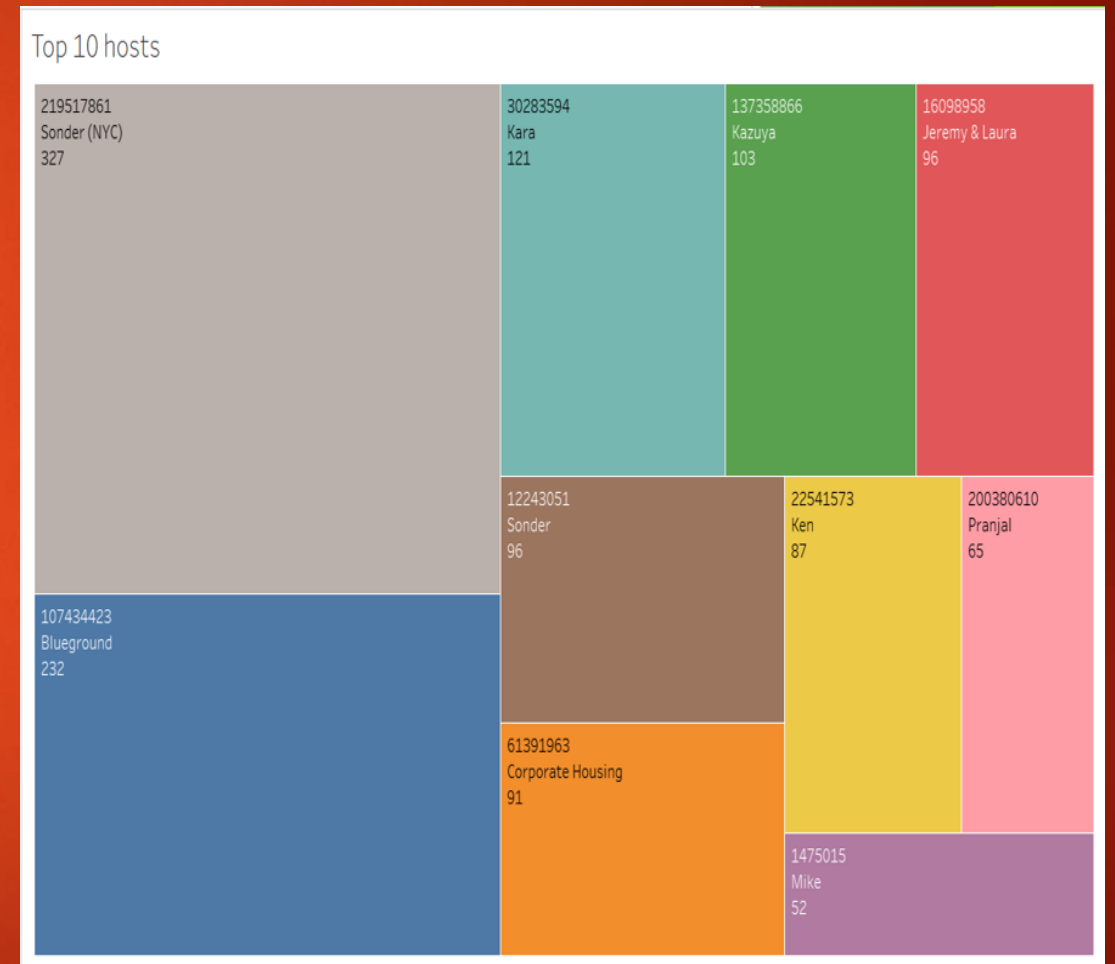 Top 10 hosts
219517861
Sonder (NYC)
327
30283594
Kara
121
137358866
Kazuya
103
16098958
Jeremy & Laura
96
12243051
Sonder
96
22541573
Ken
87
200380610
Pranjal
65
107434423
Blueground
232
61391963
Corporate Housing
91
1475015
Mike
52